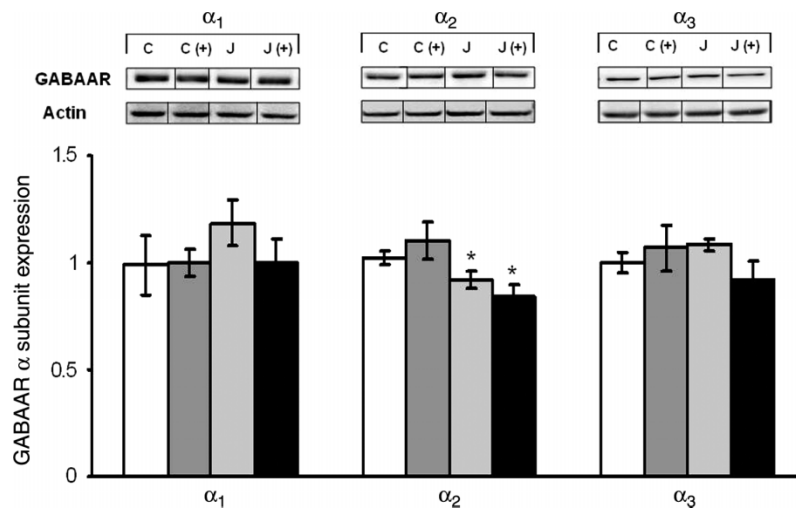 α1 α2 α3
C C (+) J J (+) C C (+) J J (+) C C (+) J J (+)
GABAAR
Actin
1.5
1
0.5
0
GABAAR α subunit expression
* *
α1 α2 α3